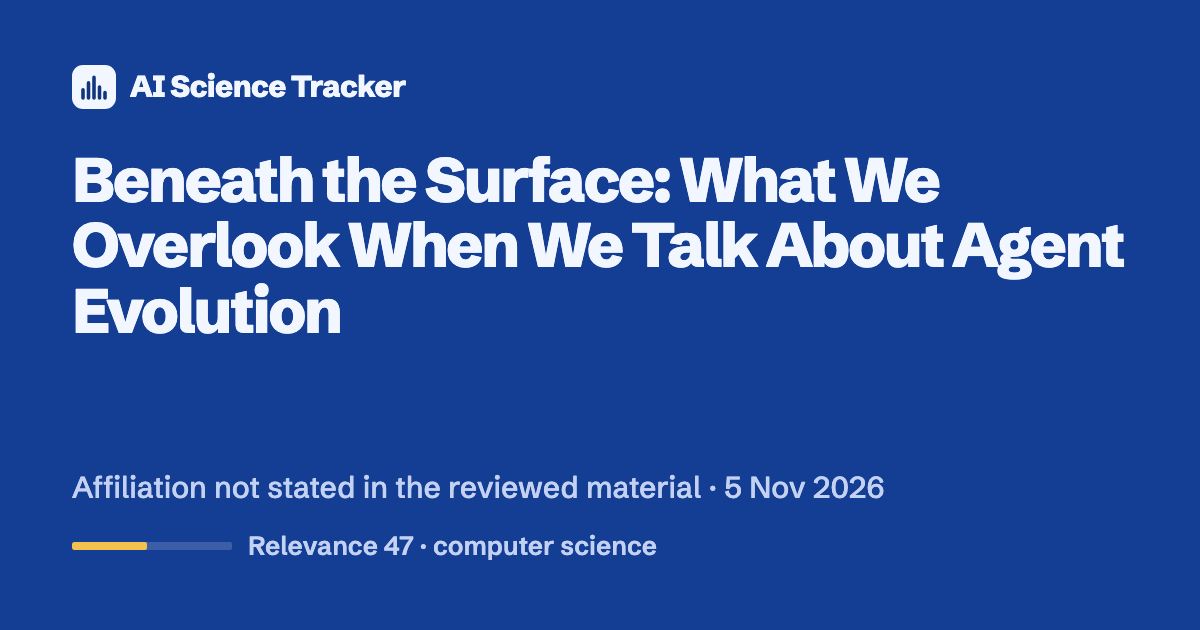 AI Science Tracker
Beneath the Surface: What We
Overlook When We Talk About Agent
Evolution
Affiliation not stated in the reviewed material · 5 Nov 2026
Relevance 47 · computer science